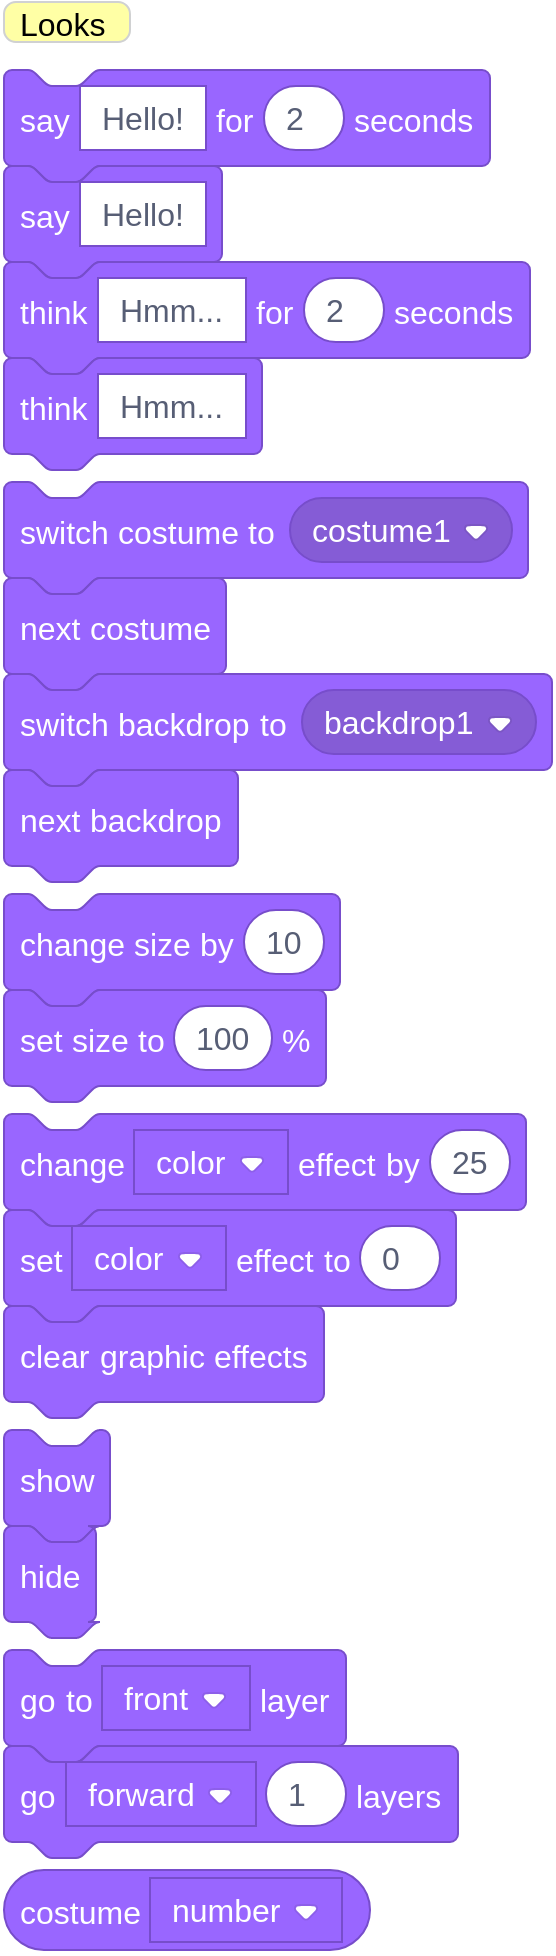 Looks
say Hello! for 2 seconds
say Hello!
think Hmm... for 2 seconds
think Hmm...
switch costume to costume1
next costume
switch backdrop to backdrop1
next backdrop
change size by 10
set size to 100 %
change color effect by 25
set color effect to 0
clear graphic effects
show
hide
go to front layer
go forward 1 layers
costume number